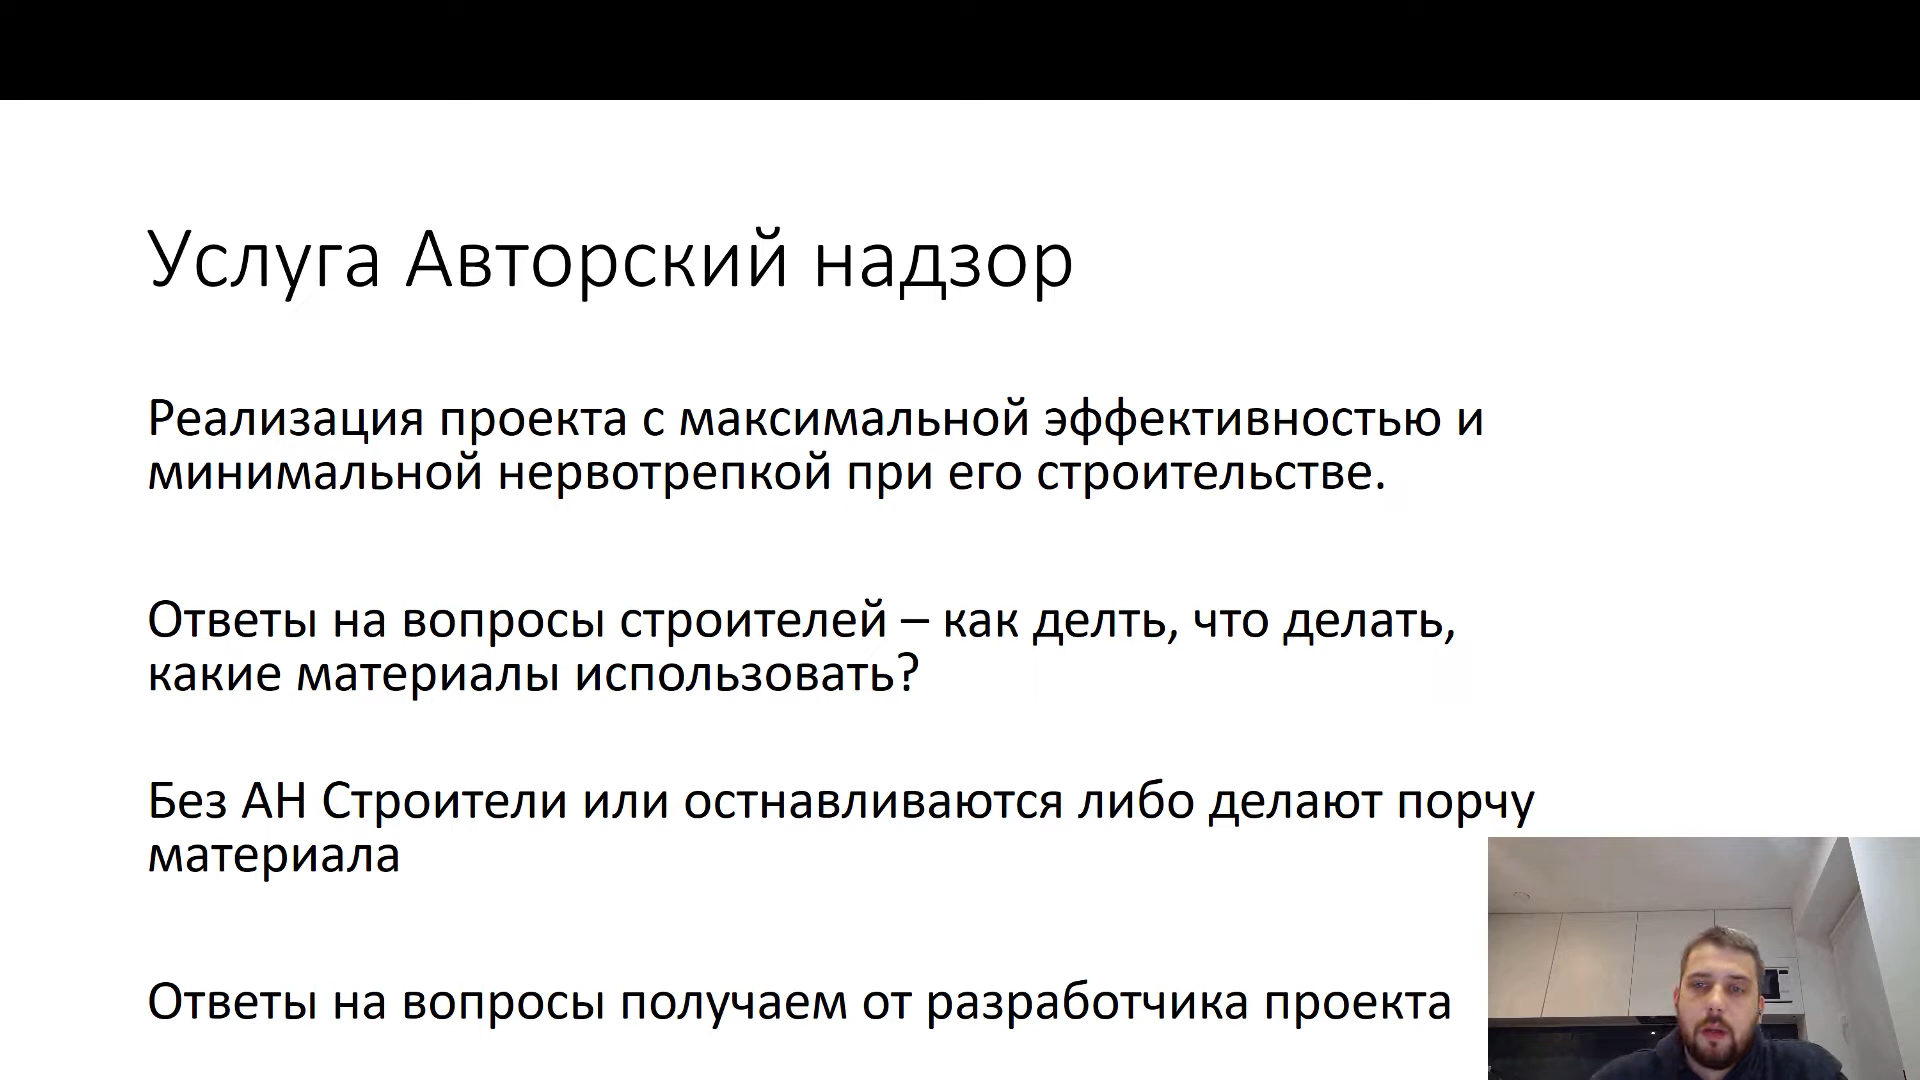 Услуга Авторский надзор
Реализация проекта с максимальной эффективностью и
минимальной нервотрепкой при его строительстве.
Ответы на вопросы строителей – как делть, что делать,
какие материалы использовать?
Без АН Строители или остнавливаются либо делают порчу
материала
Ответы на вопросы получаем от разработчика проекта